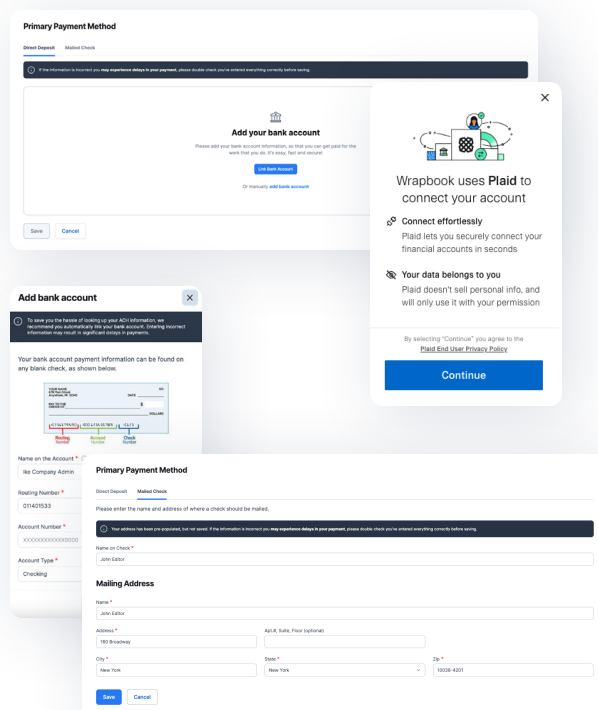 Primary Payment Method
Direct Deposit Mailed Check
If the information is incorrect you may experience delays in your payment, please double check you've entered everything correctly before saving.
Add your bank account
Please add your bank account information, so that you can get paid for the
work that you do. It's easy, fast and secure!
Link Bank Account
Or manually add bank account
Save Cancel
Wrapbook uses Plaid to
connect your account
Connect effortlessly
Plaid lets you securely connect your
financial accounts in seconds
Your data belongs to you
Plaid doesn't sell personal info, and
will only use it with your permission
By selecting "Continue" you agree to the
Plaid End User Privacy Policy
Continue
Add bank account
To save you the hassle of looking up your ACH information, we
recommend you automatically link your bank account. Entering incorrect
information may result in significant delays in payments.
Your bank account payment information can be found on
any blank check, as shown below.
YOUR NAME
DATE
PAY TO THE
ORDER OF
$
DOLLARS
Routing Number
Account Number
Check Number
Name on the Account *
Ike Company Admin
Routing Number *
011401533
Account Number *
XXXXXXXXXXXX0000
Account Type *
Checking
Primary Payment Method
Direct Deposit Mailed Check
Please enter the name and address of where a check should be mailed.
Your address has been pre-populated, but not saved. If the information is incorrect you may experience delays in your payment, please double check you've entered everything correctly before saving.
Name on Check *
John Editor
Mailing Address
Name *
John Editor
Address * Apt.#, Suite, Floor (optional)
160 Broadway
City * State * Zip *
New York New York 10038-4201
Save Cancel